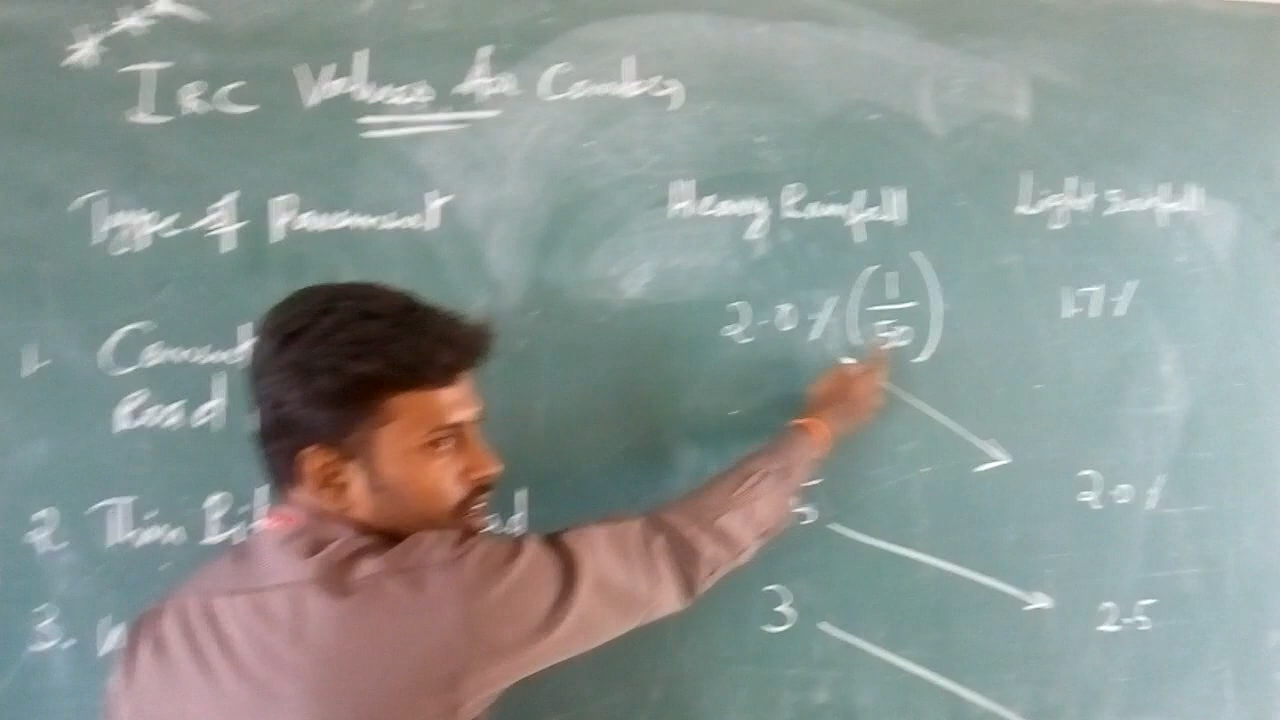 IRC Values for Camber
Type of Pavement Heavy Rainfall Light rainfall
1. Cement 2.0% (1/50) 1.7%
Road
2. Thin Bit 5 2.0%
3. 3 2.5